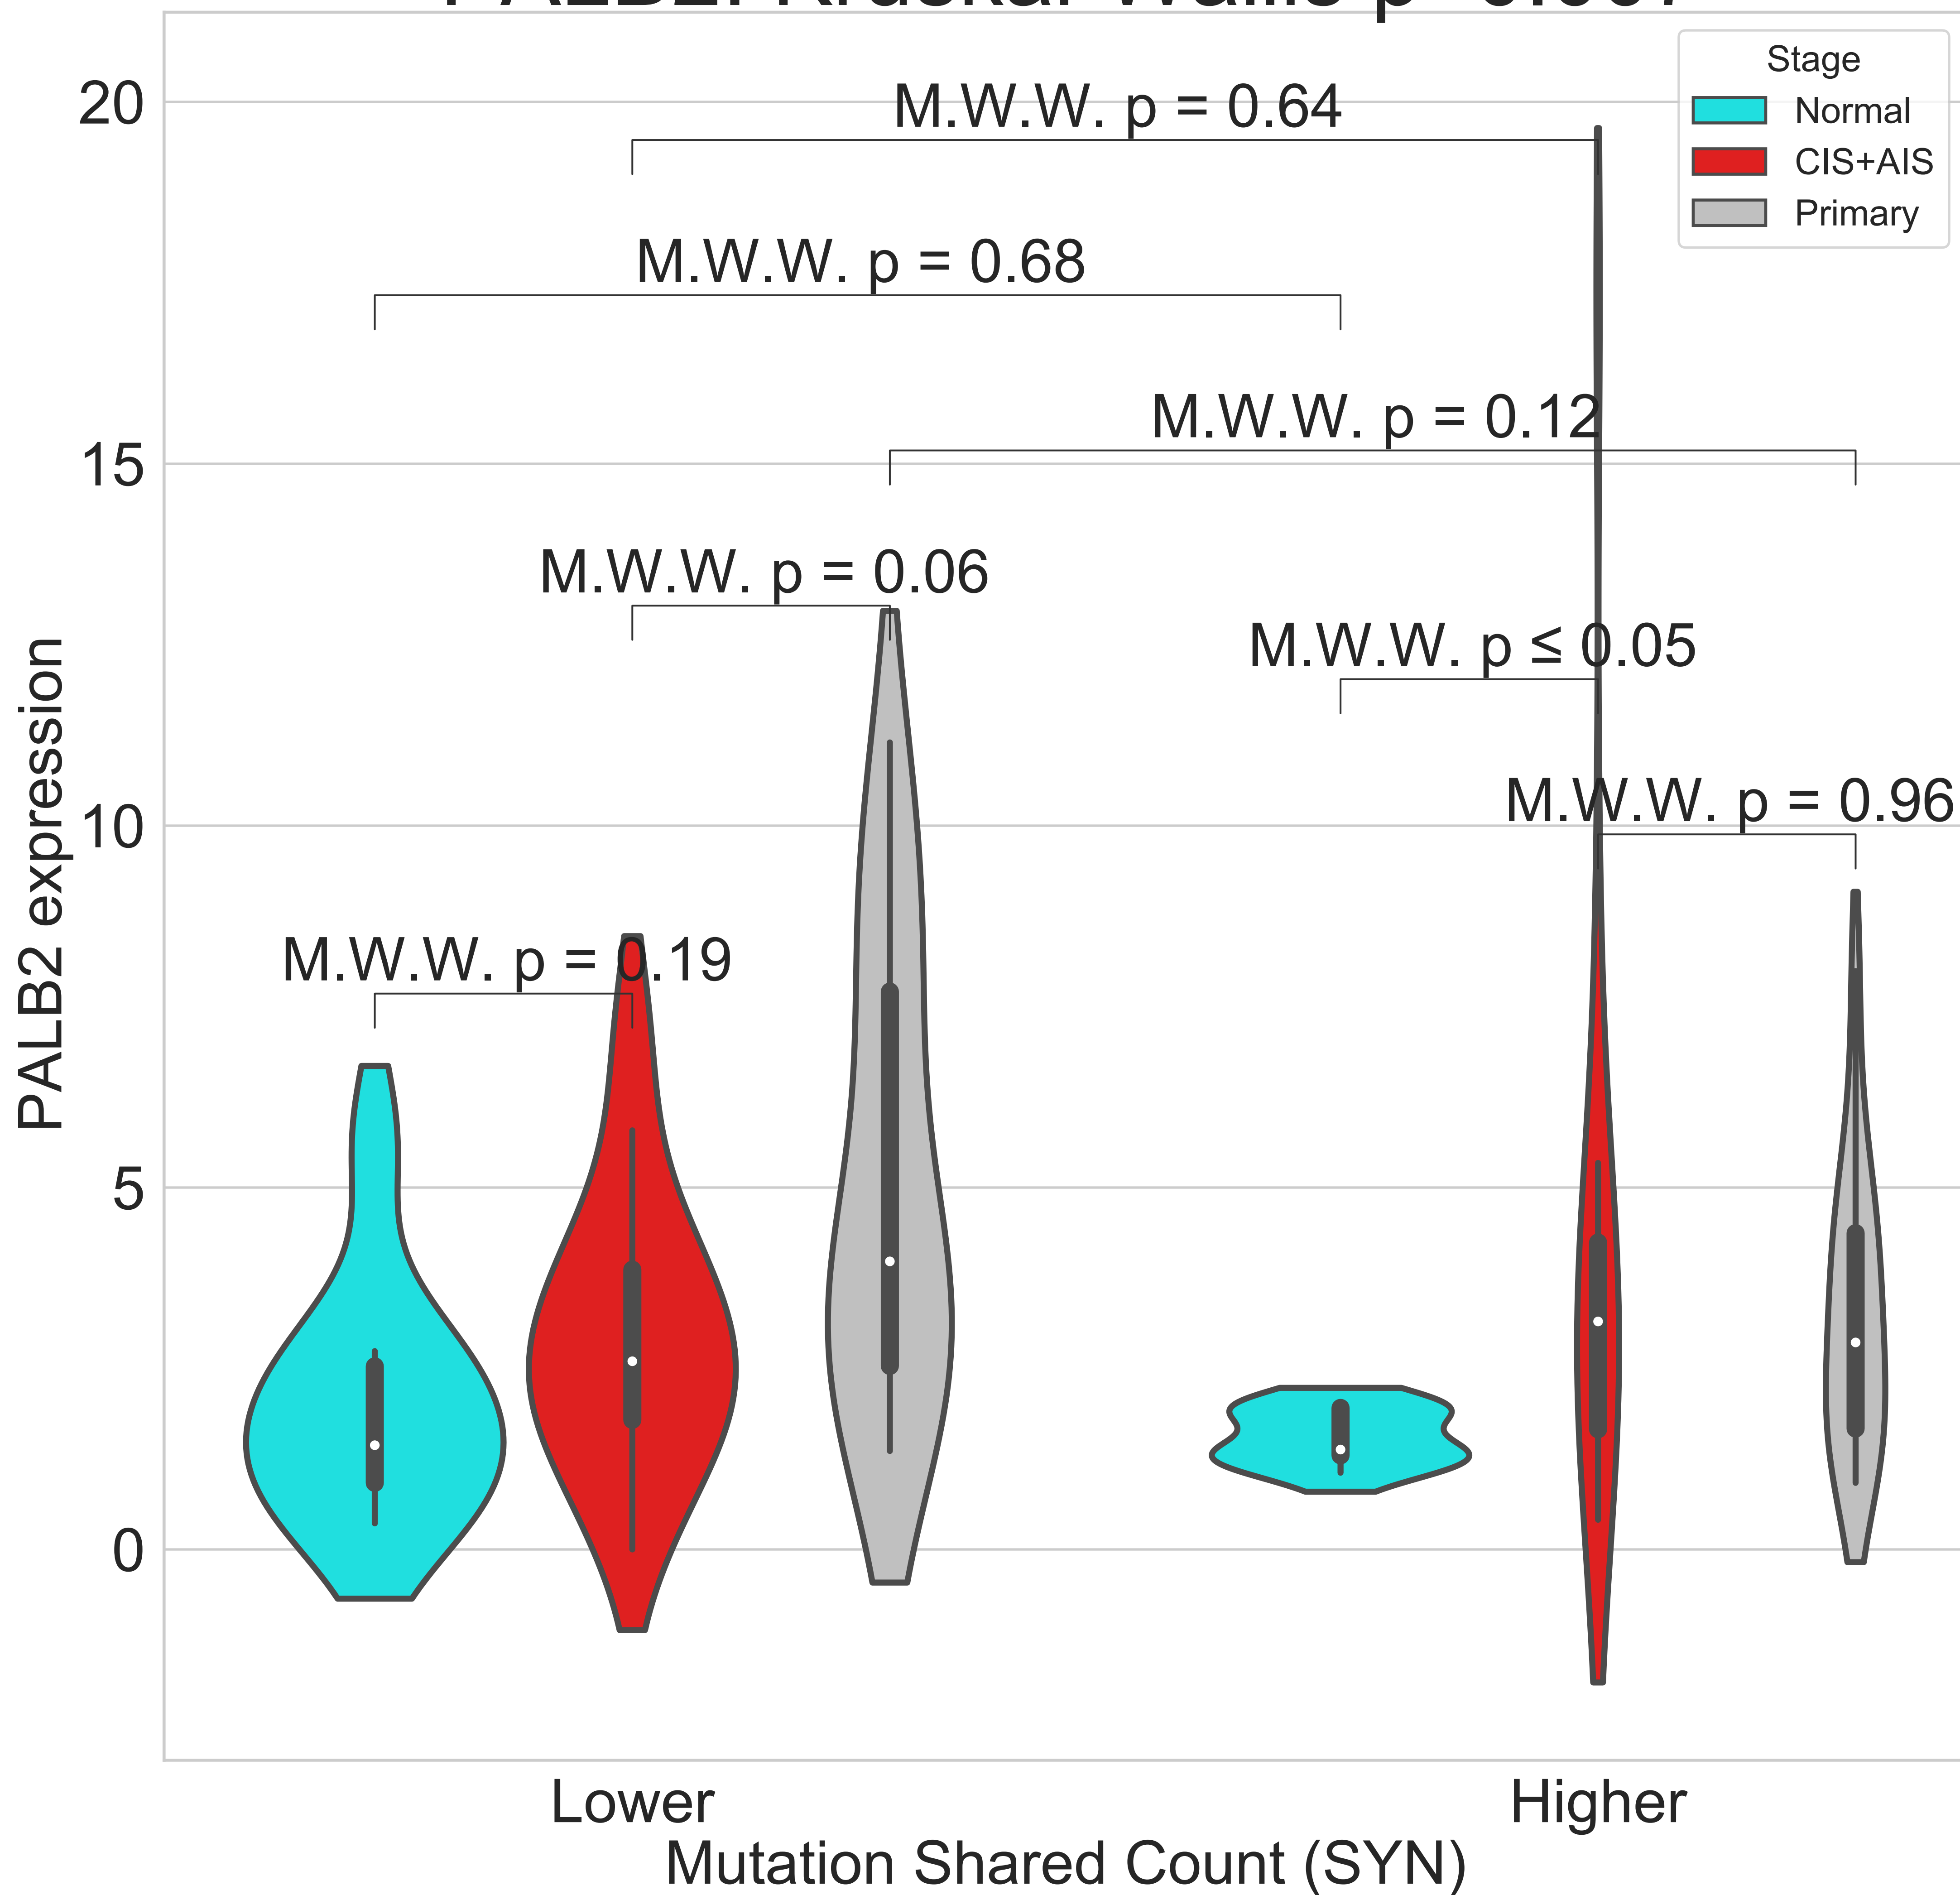 Stage
Normal
CIS+AIS
Primary
20
15
10
5
0
PALB2 expression
M.W.W. p = 0.64
M.W.W. p = 0.68
M.W.W. p = 0.12
M.W.W. p = 0.06
M.W.W. p ≤ 0.05
M.W.W. p = 0.96
M.W.W. p = 0.19
Lower
Higher
Mutation Shared Count (SYN)